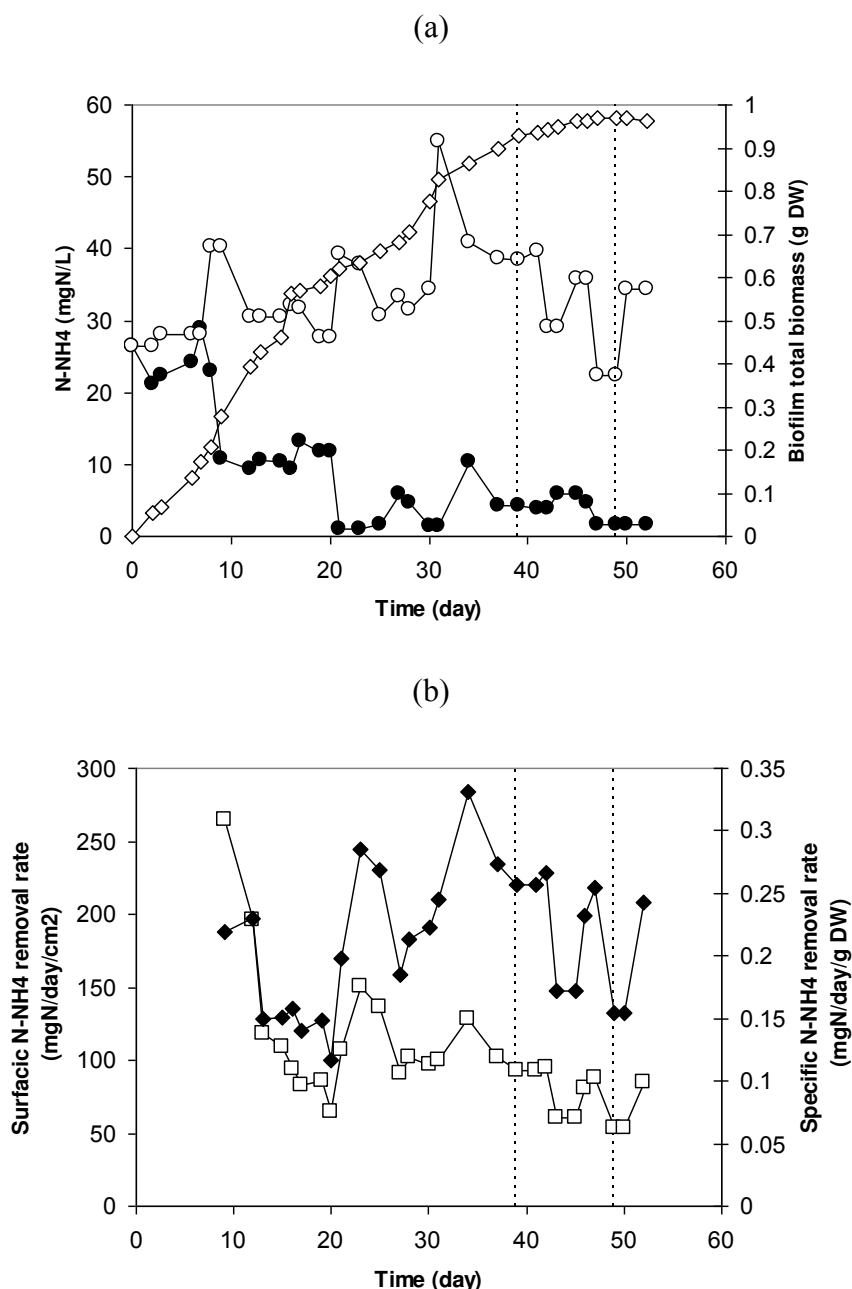 (a)
60
50
40
30
20
10
0
N-NH4 (mgN/L)
1
0.9
0.8
0.7
0.6
0.5
0.4
0.3
0.2
0.1
0
Biofilm total biomass (g DW)
0 10 20 30 40 50 60
Time (day)
(b)
300
250
200
150
100
50
0
Surfacic N-NH4 removal rate
(mgN/day/cm2)
0.35
0.3
0.25
0.2
0.15
0.1
0.05
0
Specific N-NH4 removal rate
(mgN/day/g DW)
0 10 20 30 40 50 60
Time (day)